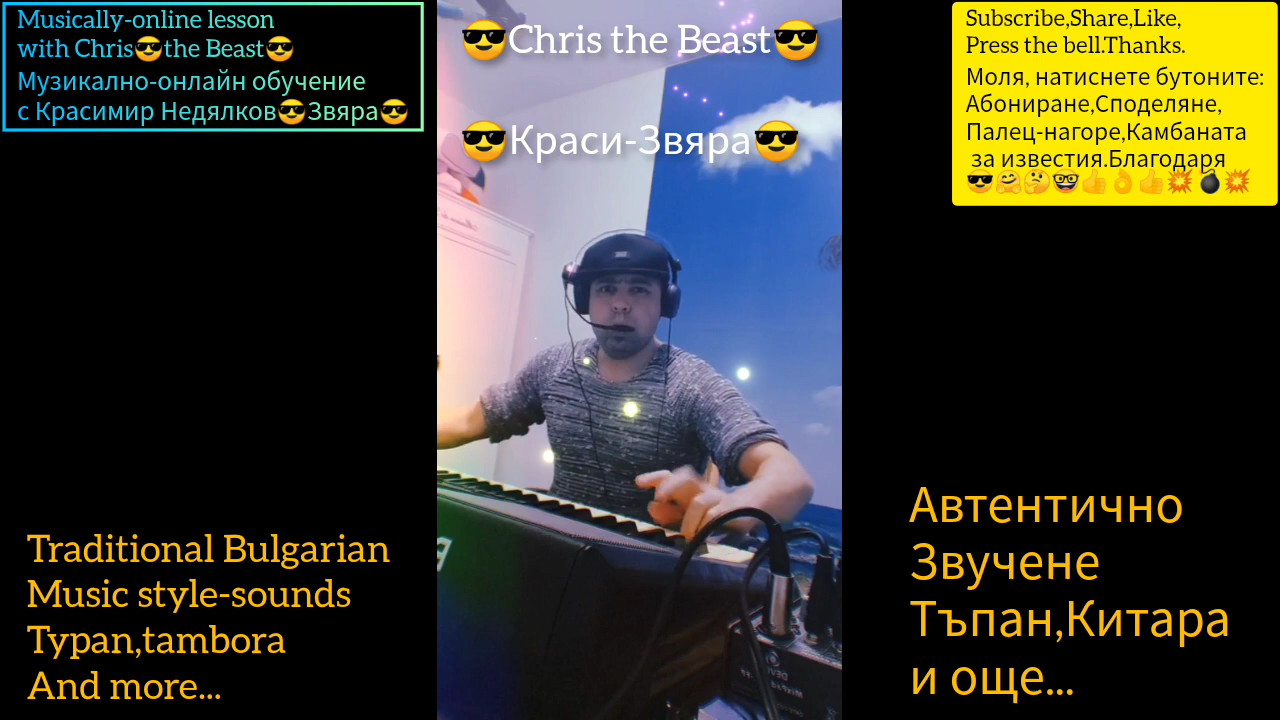 Musically-online lesson
with Chris😎the Beast😎
Музикално-онлайн обучение
с Красимир Недялков😎Звяра😎
😎Chris the Beast😎
😎Краси-Звяра😎
Subscribe,Share,Like,
Press the bell.Thanks.
Моля, натиснете бутоните:
Абониране,Споделяне,
Палец-нагоре,Камбаната
за известия.Благодаря
😎🤗🤔🤓👍👌👍💥💣💥
Traditional Bulgarian
Music style-sounds
Typan,tambora
And more...
Автентично
Звучене
Тъпан,Китара
и още...